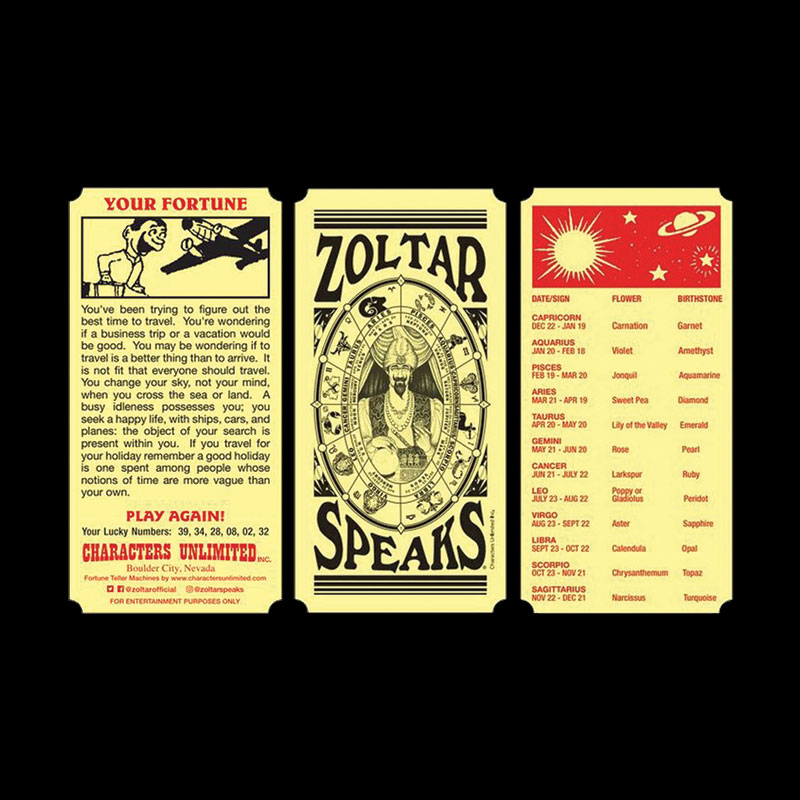 YOUR FORTUNE
You've been trying to figure out the
best time to travel. You're wondering
if a business trip or a vacation would
be good. You may be wondering if to
travel is a better thing than to arrive. It
is not fit that everyone should travel.
You change your sky, not your mind,
when you cross the sea or land. A
busy idleness possesses you; you
seek a happy life, with ships, cars, and
planes: the object of your search is
present within you. If you travel for
your holiday remember a good holiday
is one spent among people whose
notions of time are more vague than
your own.
PLAY AGAIN!
Your Lucky Numbers: 39, 34, 28, 08, 02, 32
CHARACTERS UNLIMITED INC.
Boulder City, Nevada
Fortune Teller Machines by www.charactersunlimited.com
@zoltarofficial @zoltarspeaks
FOR ENTERTAINMENT PURPOSES ONLY
ZOLTAR
ARIES
PISCES
TAURUS
GEMINI
CANCER
LEO
SCORPIO
SPEAKS
®
Characters Unlimited Inc.
DATE/SIGN FLOWER BIRTHSTONE
CAPRICORN
DEC 22 - JAN 19 Carnation Garnet
AQUARIUS
JAN 20 - FEB 18 Violet Amethyst
PISCES
FEB 19 - MAR 20 Jonquil Aquamarine
ARIES
MAR 21 - APR 19 Sweet Pea Diamond
TAURUS
APR 20 - MAY 20 Lily of the Valley Emerald
GEMINI
MAY 21 - JUN 20 Rose Pearl
CANCER
JUN 21 - JULY 22 Larkspur Ruby
LEO
JULY 23 - AUG 22 Poppy or Gladiolus Peridot
VIRGO
AUG 23 - SEPT 22 Aster Sapphire
LIBRA
SEPT 23 - OCT 22 Calendula Opal
SCORPIO
OCT 23 - NOV 21 Chrysanthemum Topaz
SAGITTARIUS
NOV 22 - DEC 21 Narcissus Turquoise